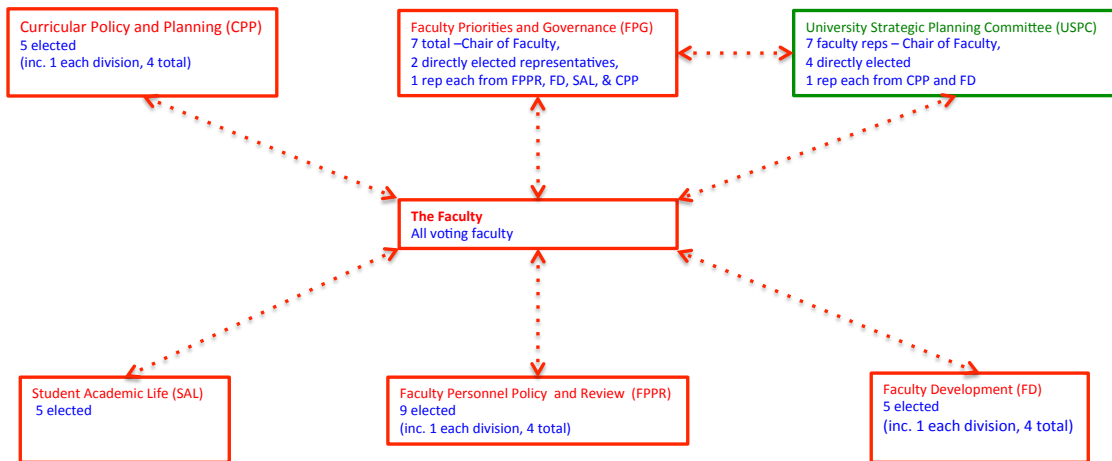 Curricular Policy and Planning (CPP)
5 elected
(inc. 1 each division, 4 total)
Faculty Priorities and Governance (FPG)
7 total –Chair of Faculty,
2 directly elected representatives,
1 rep each from FPPR, FD, SAL, & CPP
University Strategic Planning Committee (USPC)
7 faculty reps – Chair of Faculty,
4 directly elected
1 rep each from CPP and FD
The Faculty
All voting faculty
Student Academic Life (SAL)
5 elected
Faculty Personnel Policy and Review (FPPR)
9 elected
(inc. 1 each division, 4 total)
Faculty Development (FD)
5 elected
(inc. 1 each division, 4 total)